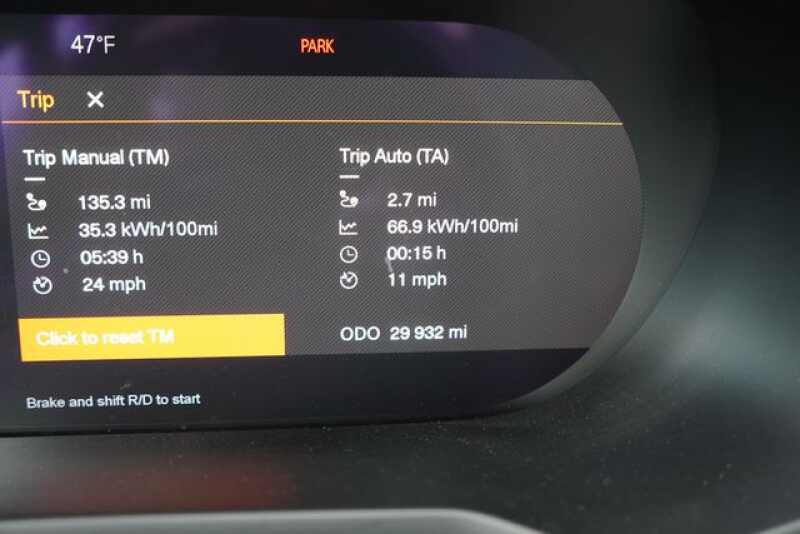 47°F PARK
Trip ×
Trip Manual (TM)
135.3 mi
35.3 kWh/100mi
05:39 h
24 mph
Click to reset TM
Trip Auto (TA)
2.7 mi
66.9 kWh/100mi
00:15 h
11 mph
ODO 29 932 mi
Brake and shift R/D to start